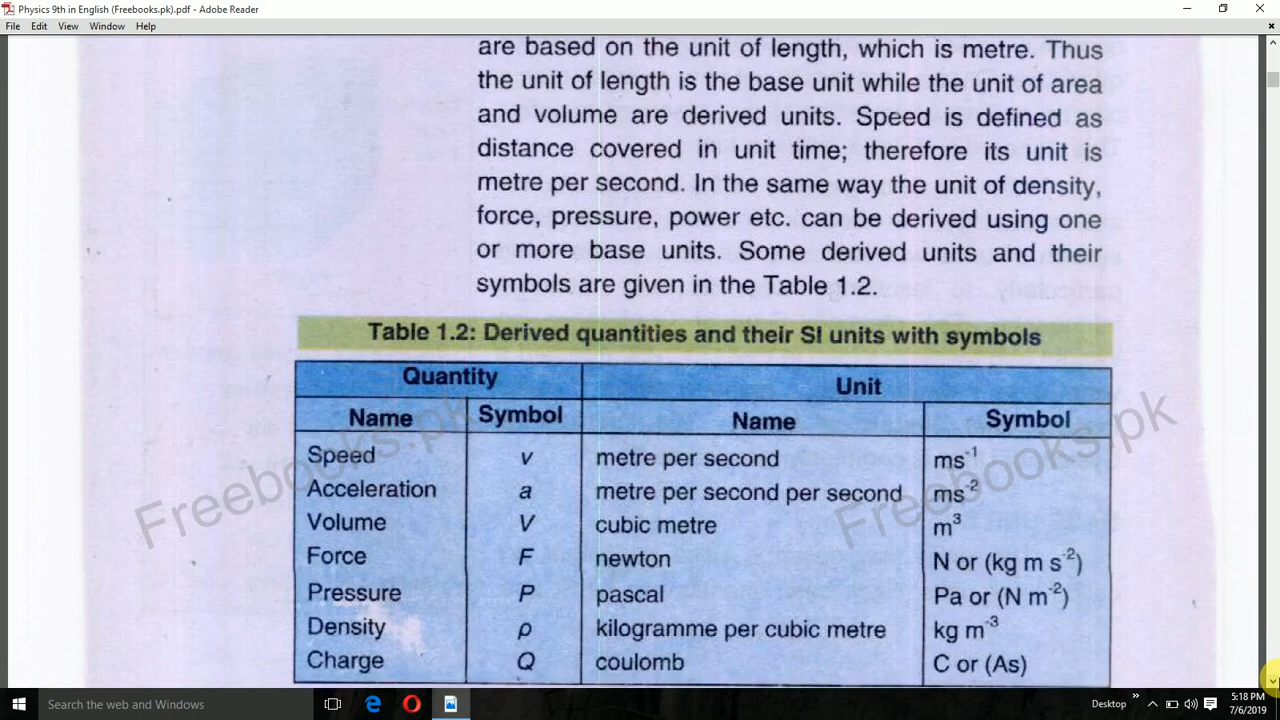 Physics 9th in English (Freebooks.pk).pdf - Adobe Reader
File Edit View Window Help
are based on the unit of length, which is metre. Thus
the unit of length is the base unit while the unit of area
and volume are derived units. Speed is defined as
distance covered in unit time; therefore its unit is
metre per second. In the same way the unit of density,
force, pressure, power etc. can be derived using one
or more base units. Some derived units and their
symbols are given in the Table 1.2.
Table 1.2: Derived quantities and their SI units with symbols
Quantity Unit
Name Symbol Name Symbol
Speed v metre per second ms⁻¹
Acceleration a metre per second per second ms⁻²
Volume V cubic metre m³
Force F newton N or (kg m s⁻²)
Pressure P pascal Pa or (N m⁻²)
Density ρ kilogramme per cubic metre kg m⁻³
Charge Q coulomb C or (As)
Freebooks.pk Freebooks.pk
Search the web and Windows
Desktop
5:18 PM
7/6/2019